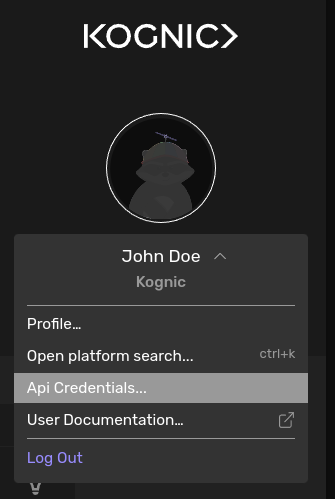 KOGNIC
John Doe
Kognic
Profile...
Open platform search... ctrl+k
Api Credentials...
User Documentation...
Log Out